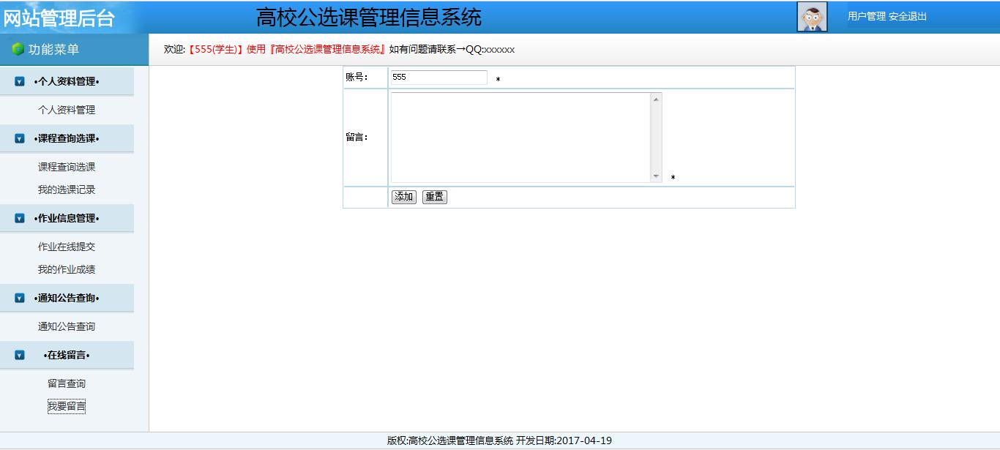 网站管理后台
高校公选课管理信息系统
用户管理 安全退出
功能菜单
欢迎:【555(学生)】使用『高校公选课管理信息系统』如有问题请联系→QQ:xxxxxx
•个人资料管理•
个人资料管理
•课程查询选课•
课程查询选课
我的选课记录
•作业信息管理•
作业在线提交
我的作业成绩
•通知公告查询•
通知公告查询
•在线留言•
留言查询
我要留言
账号: 555 *
留言: *
添加 重置
版权:高校公选课管理信息系统 开发日期:2017-04-19